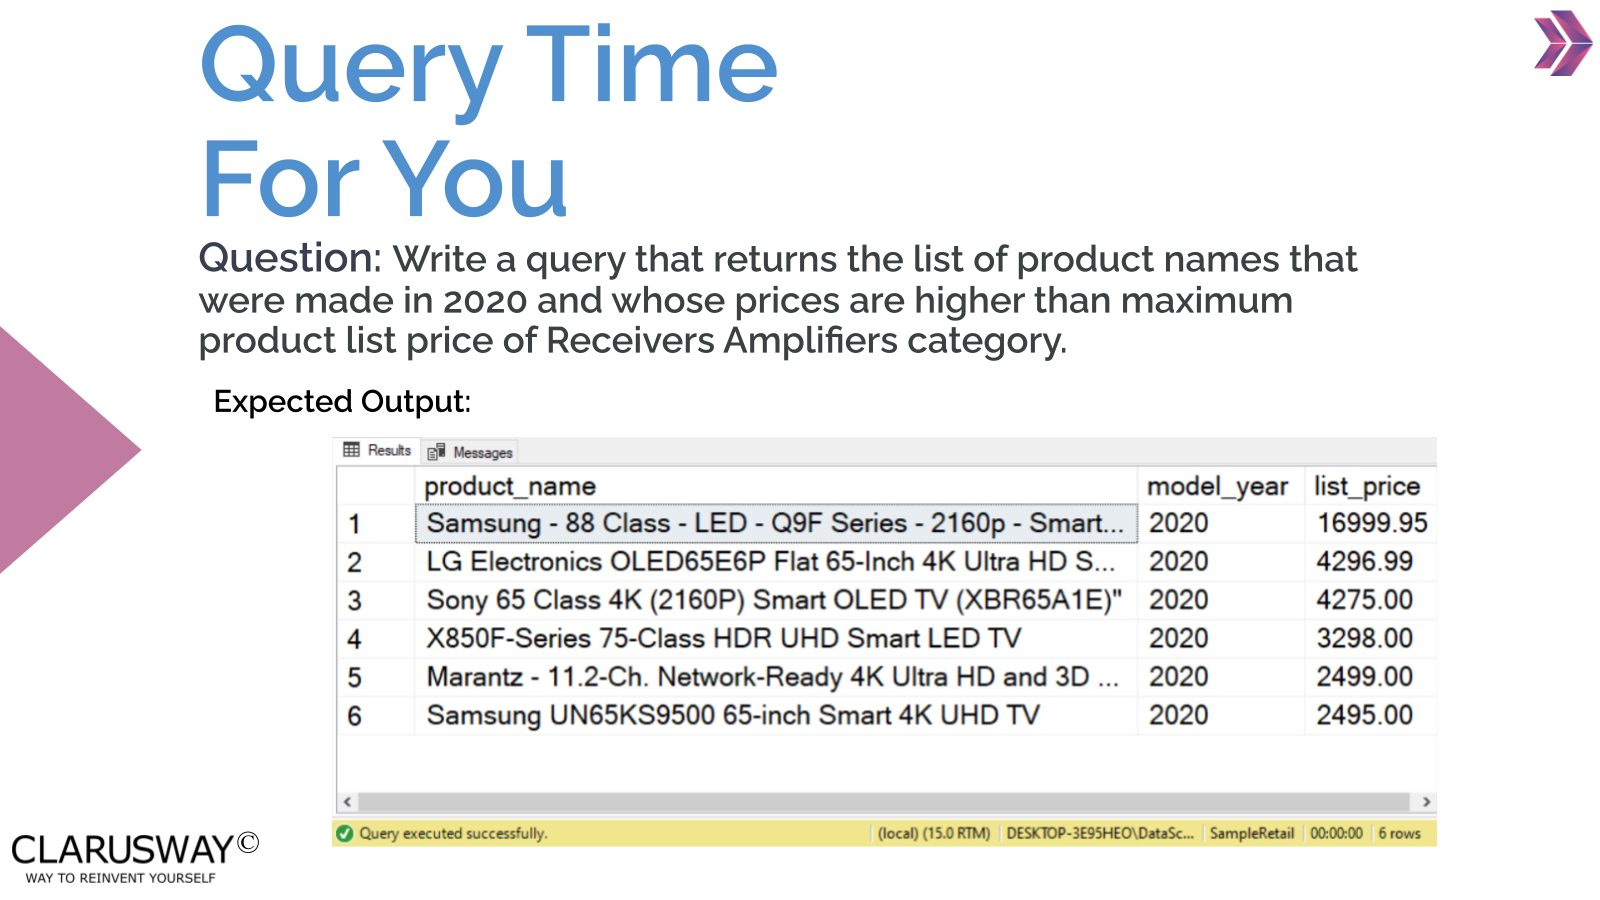 Query Time
For You
Question: Write a query that returns the list of product names that
were made in 2020 and whose prices are higher than maximum
product list price of Receivers Amplifiers category.
Expected Output:
Results Messages
product_name model_year list_price
1 Samsung - 88 Class - LED - Q9F Series - 2160p - Smart... 2020 16999.95
2 LG Electronics OLED65E6P Flat 65-Inch 4K Ultra HD S... 2020 4296.99
3 Sony 65 Class 4K (2160P) Smart OLED TV (XBR65A1E)" 2020 4275.00
4 X850F-Series 75-Class HDR UHD Smart LED TV 2020 3298.00
5 Marantz - 11.2-Ch. Network-Ready 4K Ultra HD and 3D ... 2020 2499.00
6 Samsung UN65KS9500 65-inch Smart 4K UHD TV 2020 2495.00
Query executed successfully. (local) (15.0 RTM) DESKTOP-3E95HEO\DataSc... SampleRetail 00:00:00 6 rows
CLARUSWAY©
WAY TO REINVENT YOURSELF